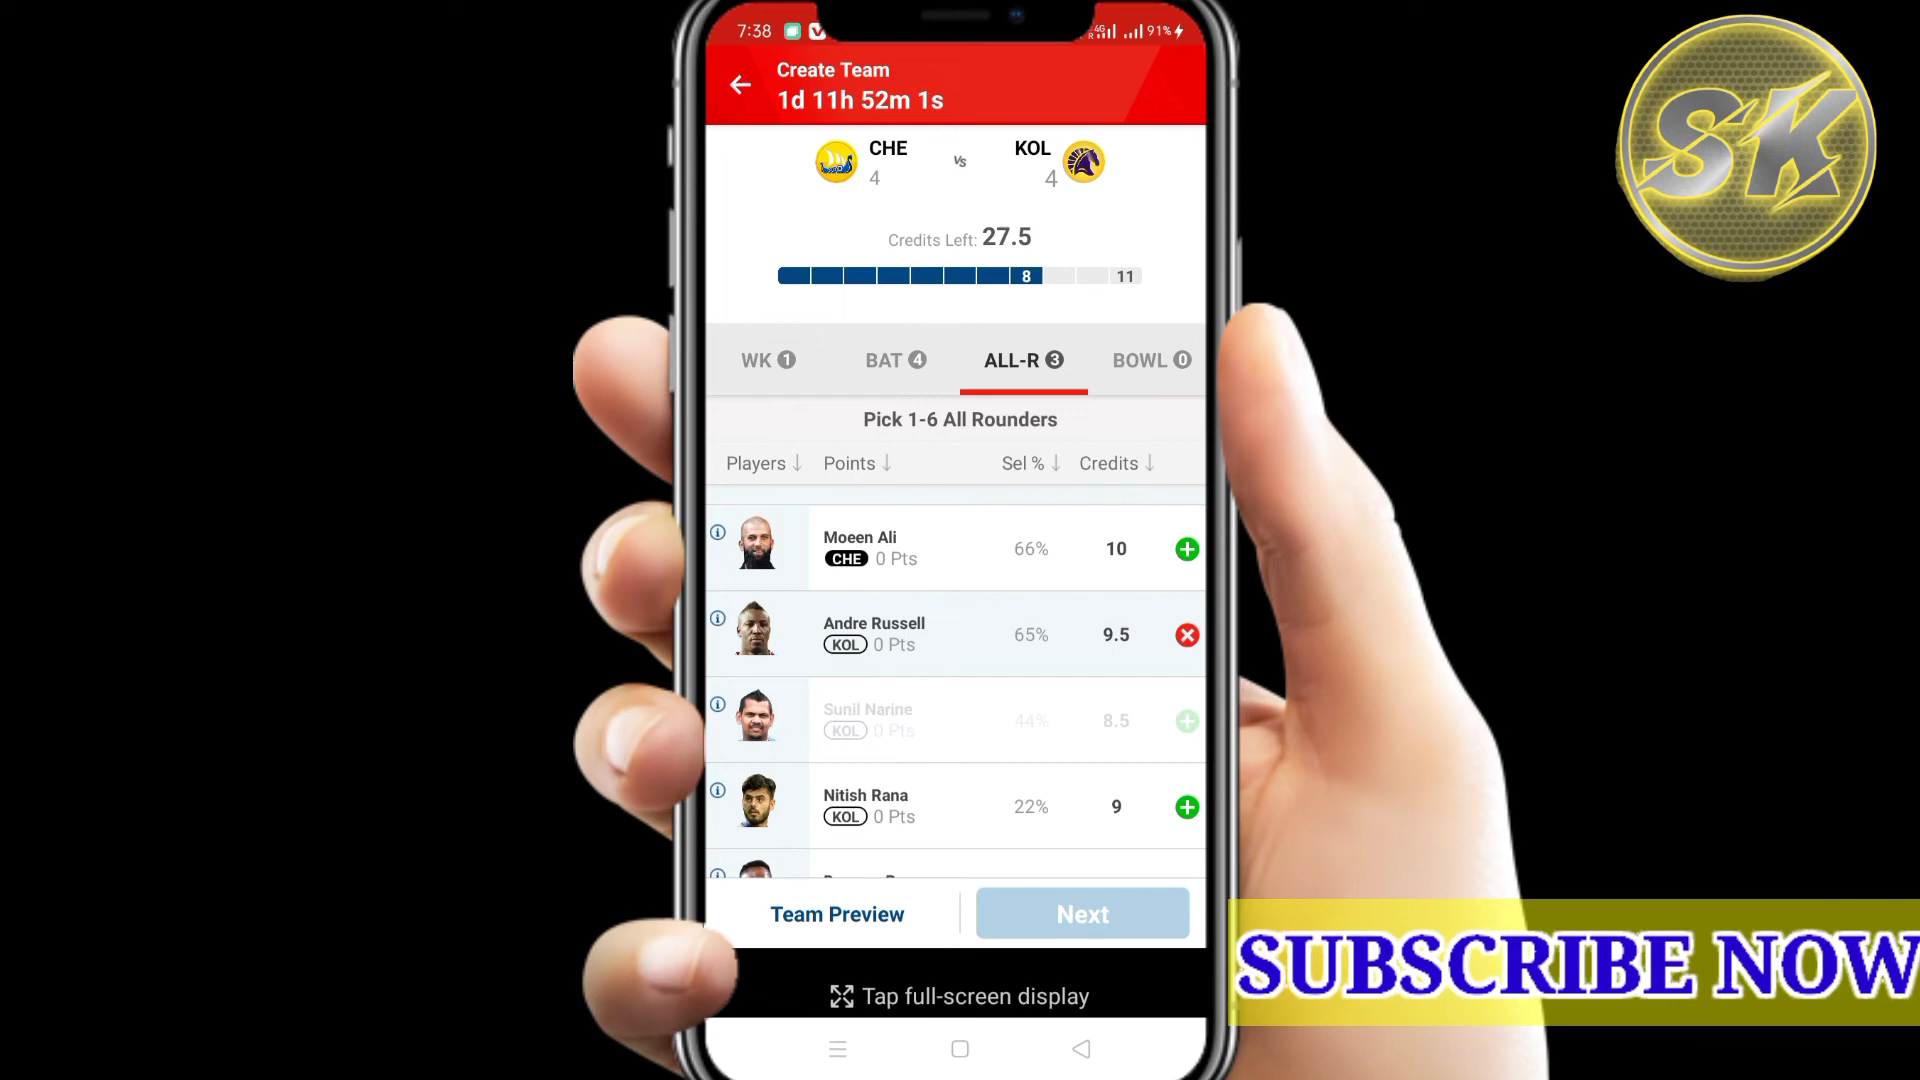 7:38
4G
R
91%
Create Team
1d 11h 52m 1s
CHE
vs
KOL
4
4
Credits Left: 27.5
8
11
WK 1
BAT 4
ALL-R 3
BOWL 0
Pick 1-6 All Rounders
Players ↓ Points ↓ Sel % ↓ Credits ↓
Moeen Ali
CHE 0 Pts
66%
10
Andre Russell
KOL 0 Pts
65%
9.5
Sunil Narine
KOL 0 Pts
44%
8.5
Nitish Rana
KOL 0 Pts
22%
9
Team Preview
Next
Tap full-screen display
SK
SUBSCRIBE NOW